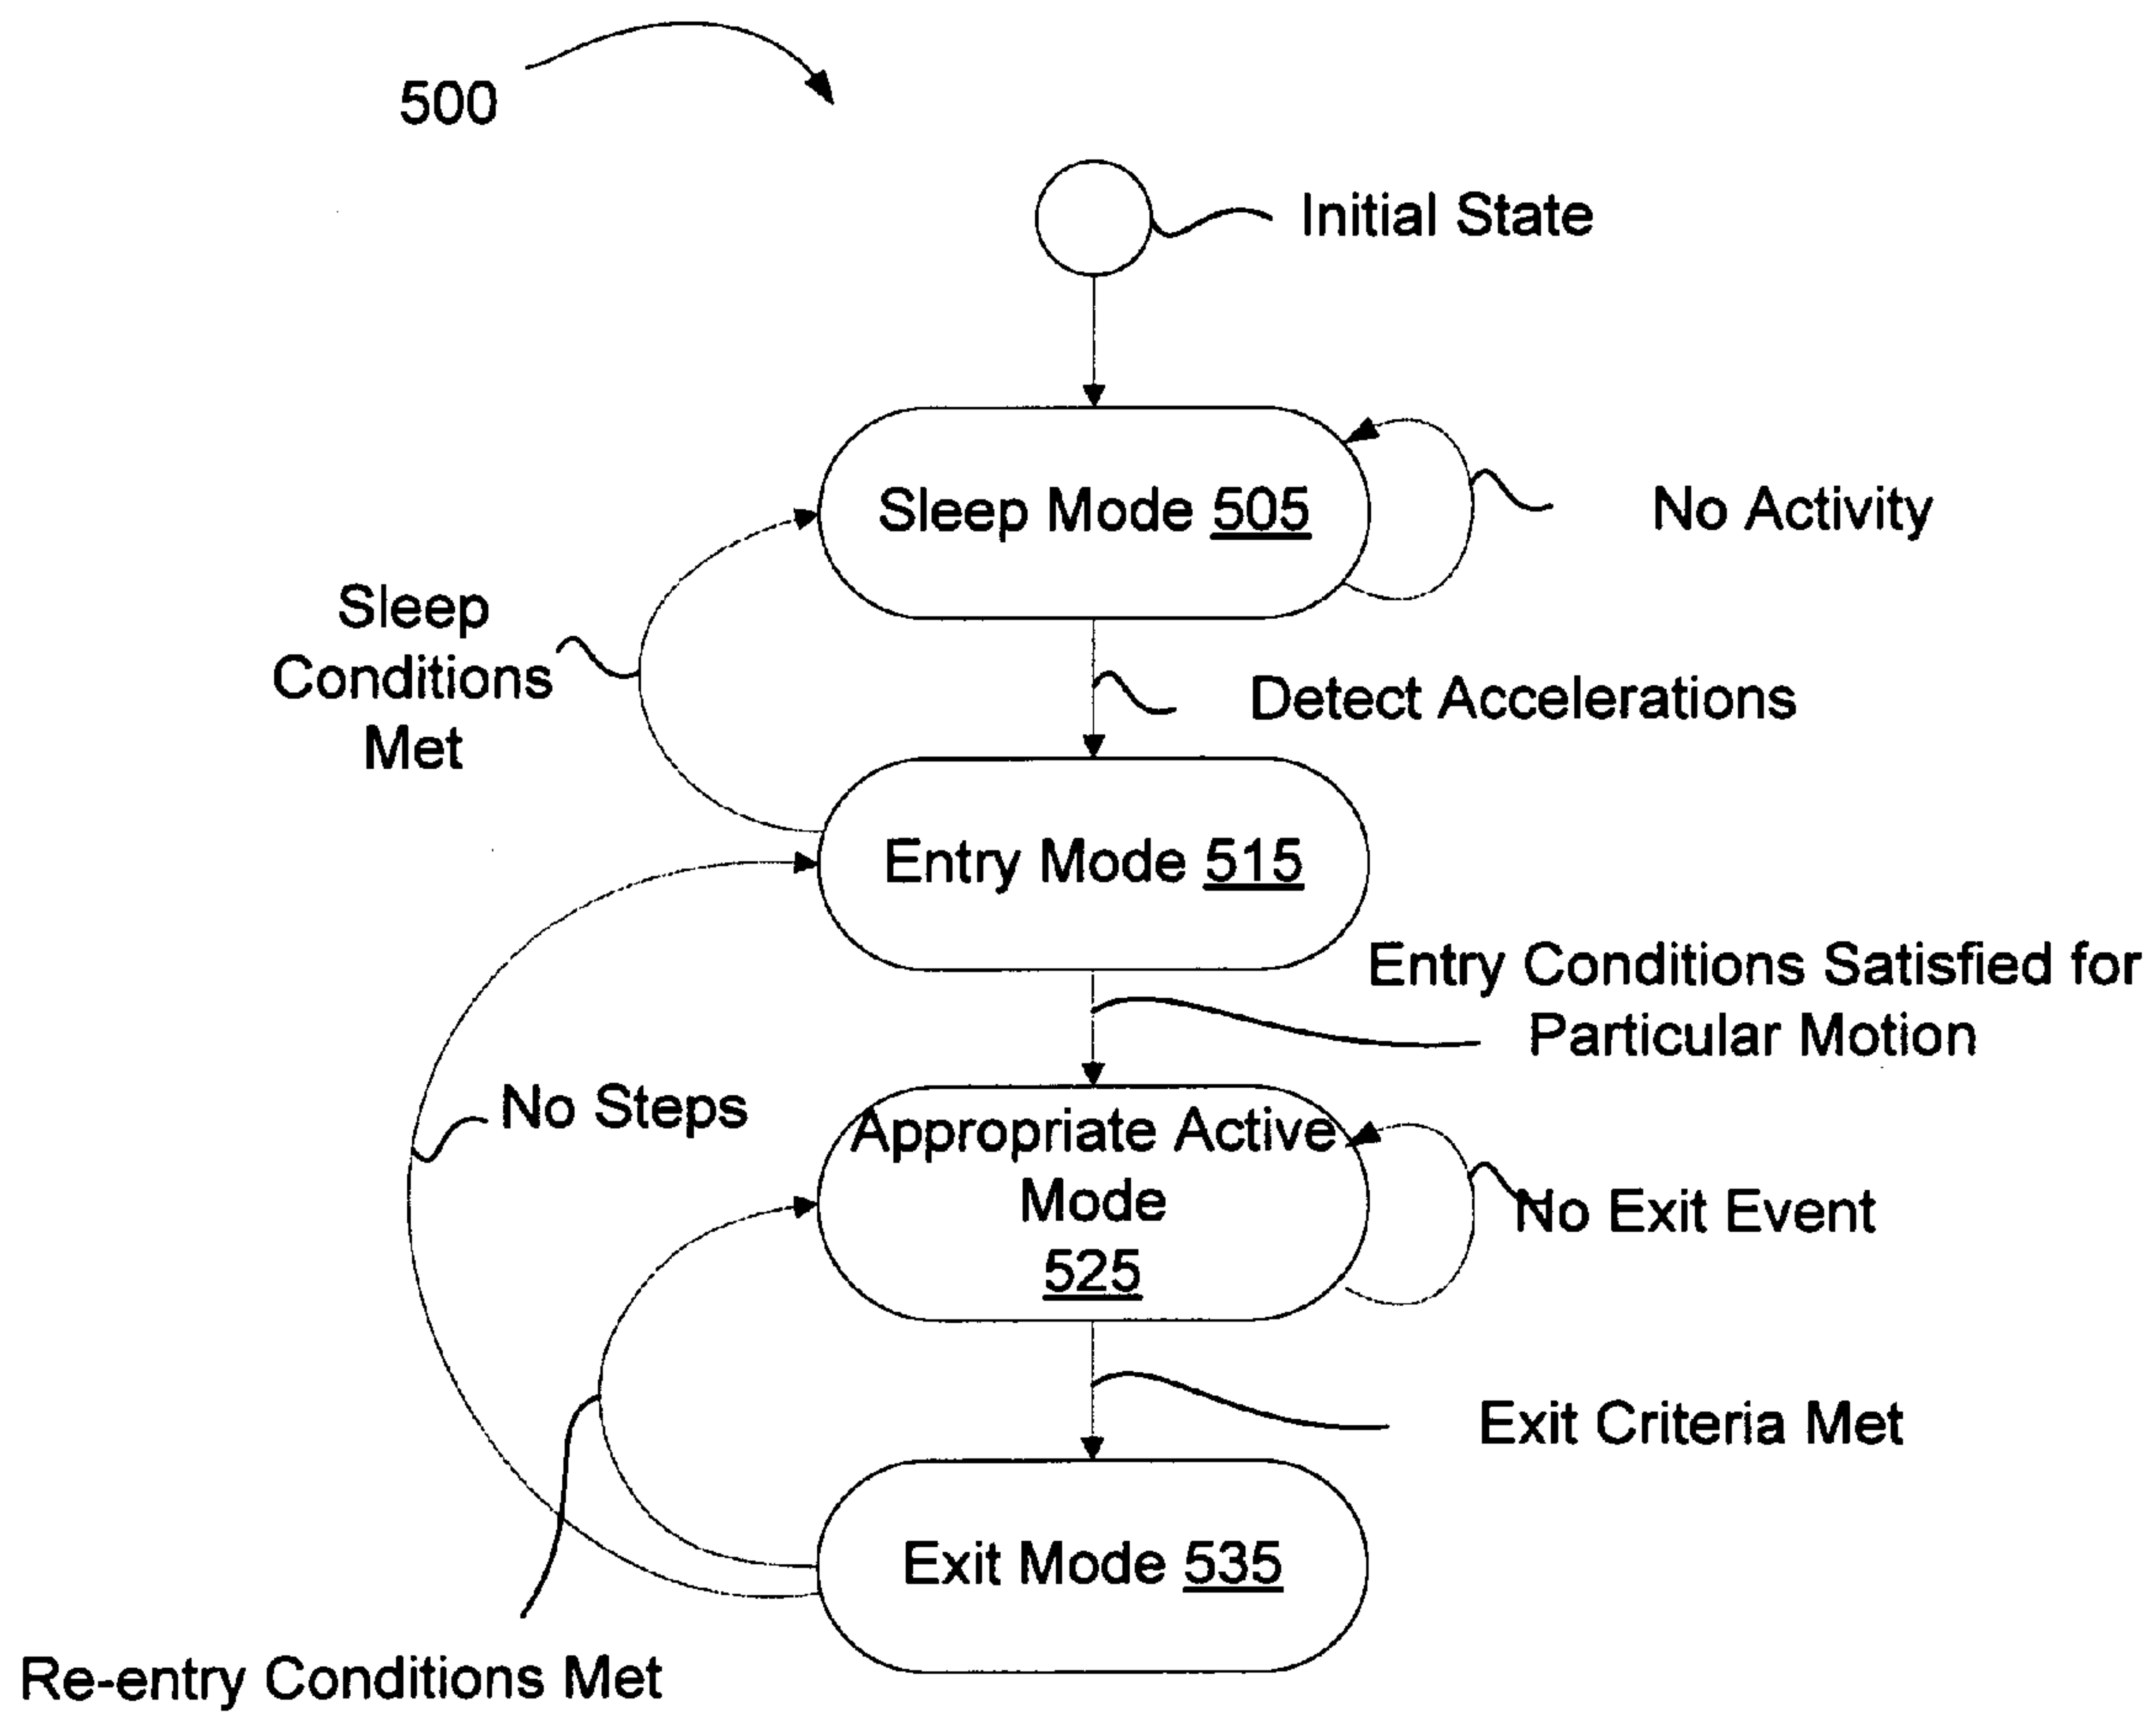 500
Initial State
Sleep Mode 505
No Activity
Sleep
Conditions
Met
Detect Accelerations
Entry Mode 515
Entry Conditions Satisfied for
Particular Motion
No Steps
Appropriate Active
Mode
525
No Exit Event
Exit Criteria Met
Exit Mode 535
Re-entry Conditions Met